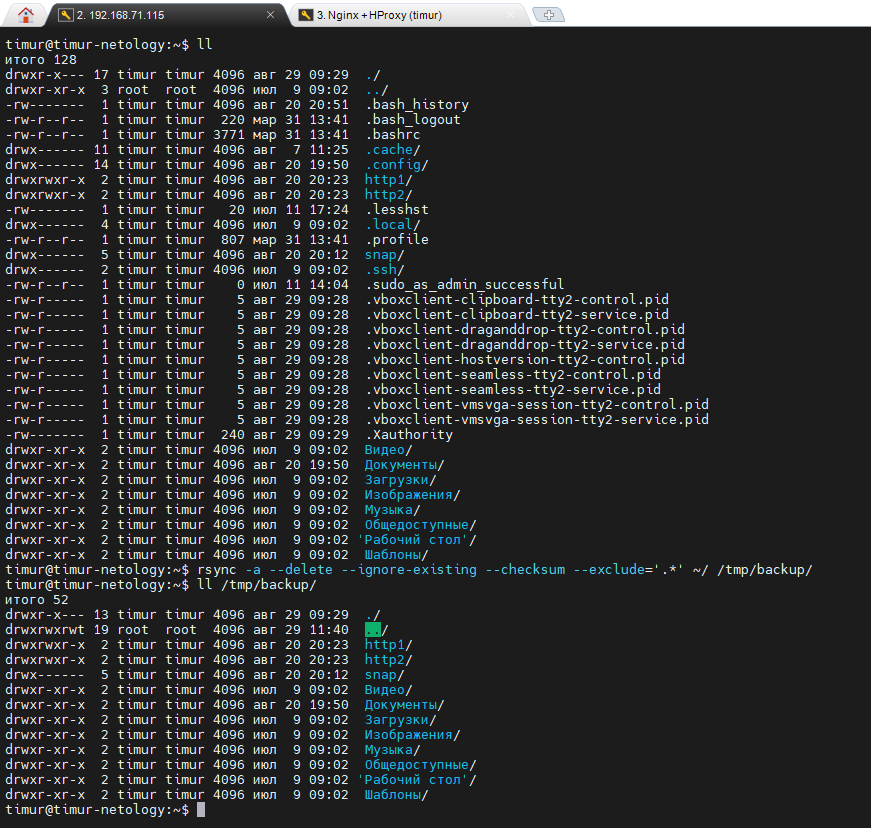 2. 192.168.71.115
3. Nginx + HProxy (timur)
timur@timur-netology:~$ ll
итого 128
drwxr-x--- 17 timur timur 4096 авг 29 09:29  ./
drwxr-xr-x  3 root  root  4096 июл  9 09:02  ../
-rw-------  1 timur timur 4096 авг 20 20:51  .bash_history
-rw-r--r--  1 timur timur  220 мар 31 13:41  .bash_logout
-rw-r--r--  1 timur timur 3771 мар 31 13:41  .bashrc
drwx------ 11 timur timur 4096 авг  7 11:25  .cache/
drwx------ 14 timur timur 4096 авг 20 19:50  .config/
drwxrwxr-x  2 timur timur 4096 авг 20 20:23  http1/
drwxrwxr-x  2 timur timur 4096 авг 20 20:23  http2/
-rw-------  1 timur timur   20 июл 11 17:24  .lesshst
drwx------  4 timur timur 4096 июл  9 09:02  .local/
-rw-r--r--  1 timur timur  807 мар 31 13:41  .profile
drwx------  5 timur timur 4096 авг 20 20:12  snap/
drwx------  2 timur timur 4096 июл  9 09:02  .ssh/
-rw-r--r--  1 timur timur    0 июл 11 14:04  .sudo_as_admin_successful
-rw-r-----  1 timur timur    5 авг 29 09:28  .vboxclient-clipboard-tty2-control.pid
-rw-r-----  1 timur timur    5 авг 29 09:28  .vboxclient-clipboard-tty2-service.pid
-rw-r-----  1 timur timur    5 авг 29 09:28  .vboxclient-draganddrop-tty2-control.pid
-rw-r-----  1 timur timur    5 авг 29 09:28  .vboxclient-draganddrop-tty2-service.pid
-rw-r-----  1 timur timur    5 авг 29 09:28  .vboxclient-hostversion-tty2-control.pid
-rw-r-----  1 timur timur    5 авг 29 09:28  .vboxclient-seamless-tty2-control.pid
-rw-r-----  1 timur timur    5 авг 29 09:28  .vboxclient-seamless-tty2-service.pid
-rw-r-----  1 timur timur    5 авг 29 09:28  .vboxclient-vmsvga-session-tty2-control.pid
-rw-r-----  1 timur timur    5 авг 29 09:28  .vboxclient-vmsvga-session-tty2-service.pid
-rw-------  1 timur timur  240 авг 29 09:29  .Xauthority
drwxr-xr-x  2 timur timur 4096 июл  9 09:02  Видео/
drwxr-xr-x  2 timur timur 4096 авг 20 19:50  Документы/
drwxr-xr-x  2 timur timur 4096 июл  9 09:02  Загрузки/
drwxr-xr-x  2 timur timur 4096 июл  9 09:02  Изображения/
drwxr-xr-x  2 timur timur 4096 июл  9 09:02  Музыка/
drwxr-xr-x  2 timur timur 4096 июл  9 09:02  Общедоступные/
drwxr-xr-x  2 timur timur 4096 июл  9 09:02 'Рабочий стол'/
drwxr-xr-x  2 timur timur 4096 июл  9 09:02  Шаблоны/
timur@timur-netology:~$ rsync -a --delete --ignore-existing --checksum --exclude='.*' ~/ /tmp/backup/
timur@timur-netology:~$ ll /tmp/backup/
итого 52
drwxr-x--- 13 timur timur 4096 авг 29 09:29  ./
drwxrwxrwt 19 root  root  4096 авг 29 11:40  ../
drwxrwxr-x  2 timur timur 4096 авг 20 20:23  http1/
drwxrwxr-x  2 timur timur 4096 авг 20 20:23  http2/
drwx------  5 timur timur 4096 авг 20 20:12  snap/
drwxr-xr-x  2 timur timur 4096 июл  9 09:02  Видео/
drwxr-xr-x  2 timur timur 4096 авг 20 19:50  Документы/
drwxr-xr-x  2 timur timur 4096 июл  9 09:02  Загрузки/
drwxr-xr-x  2 timur timur 4096 июл  9 09:02  Изображения/
drwxr-xr-x  2 timur timur 4096 июл  9 09:02  Музыка/
drwxr-xr-x  2 timur timur 4096 июл  9 09:02  Общедоступные/
drwxr-xr-x  2 timur timur 4096 июл  9 09:02 'Рабочий стол'/
drwxr-xr-x  2 timur timur 4096 июл  9 09:02  Шаблоны/
timur@timur-netology:~$